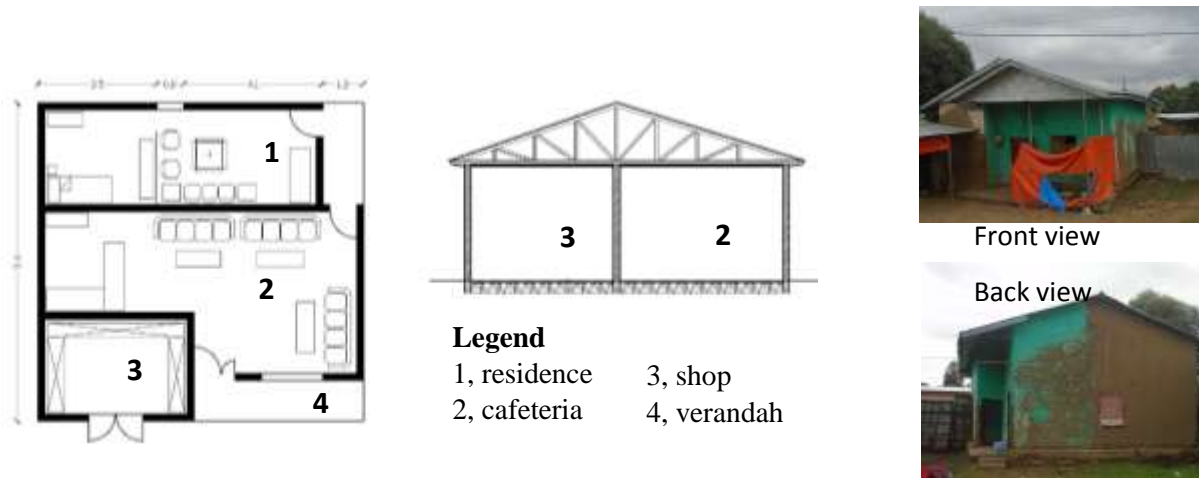 1
2
3
4
3
2
Legend
1, residence
2, cafeteria
3, shop
4, verandah
Front view
Back view